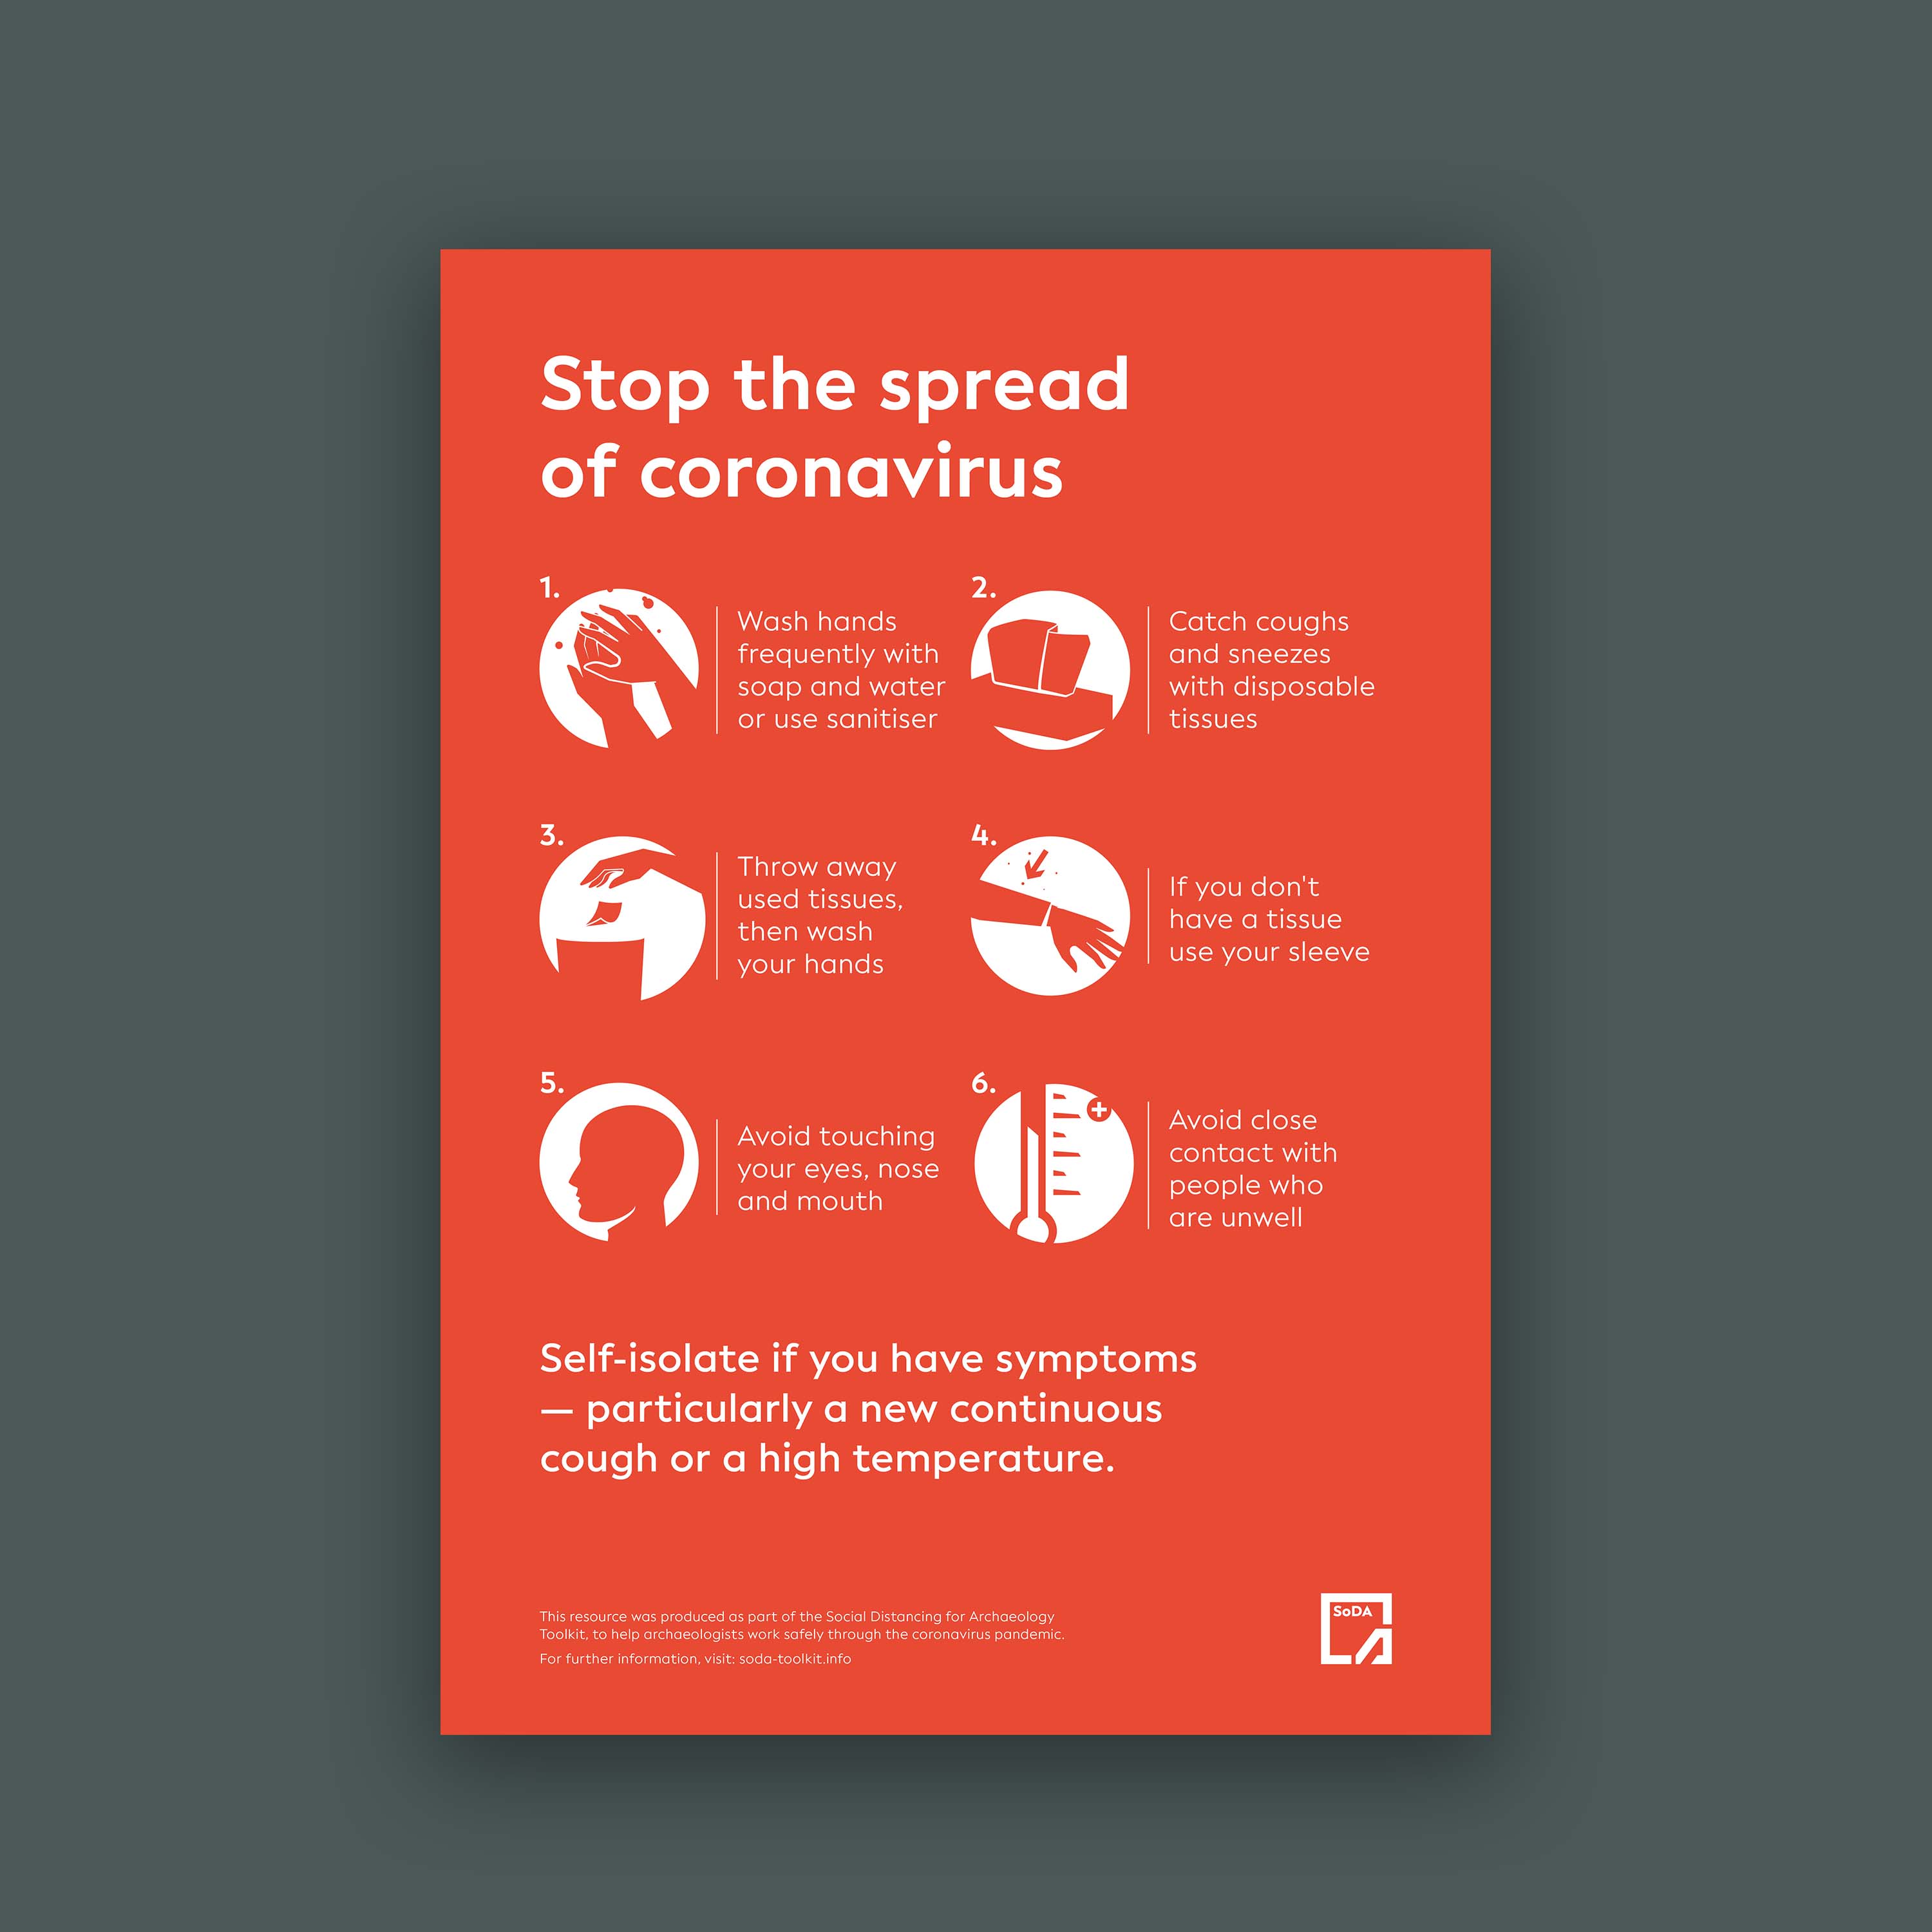 Stop the spread
of coronavirus
1.
Wash hands
frequently with
soap and water
or use sanitiser
2.
Catch coughs
and sneezes
with disposable
tissues
3.
Throw away
used tissues,
then wash
your hands
4.
If you don't
have a tissue
use your sleeve
5.
Avoid touching
your eyes, nose
and mouth
6.
Avoid close
contact with
people who
are unwell
Self-isolate if you have symptoms
— particularly a new continuous
cough or a high temperature.
This resource was produced as part of the Social Distancing for Archaeology
Toolkit, to help archaeologists work safely through the coronavirus pandemic.
For further information, visit: soda-toolkit.info
SoDA